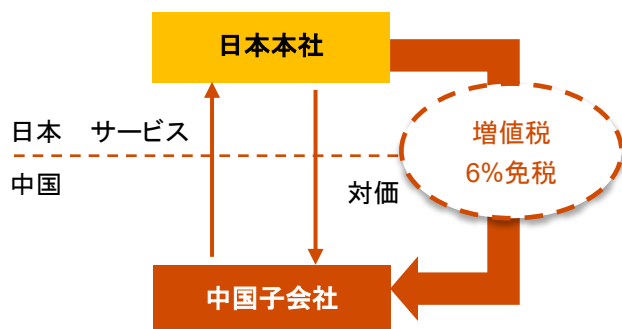 日本本社
日本 サービス
増値税
6%免税
中国
対価
中国子会社